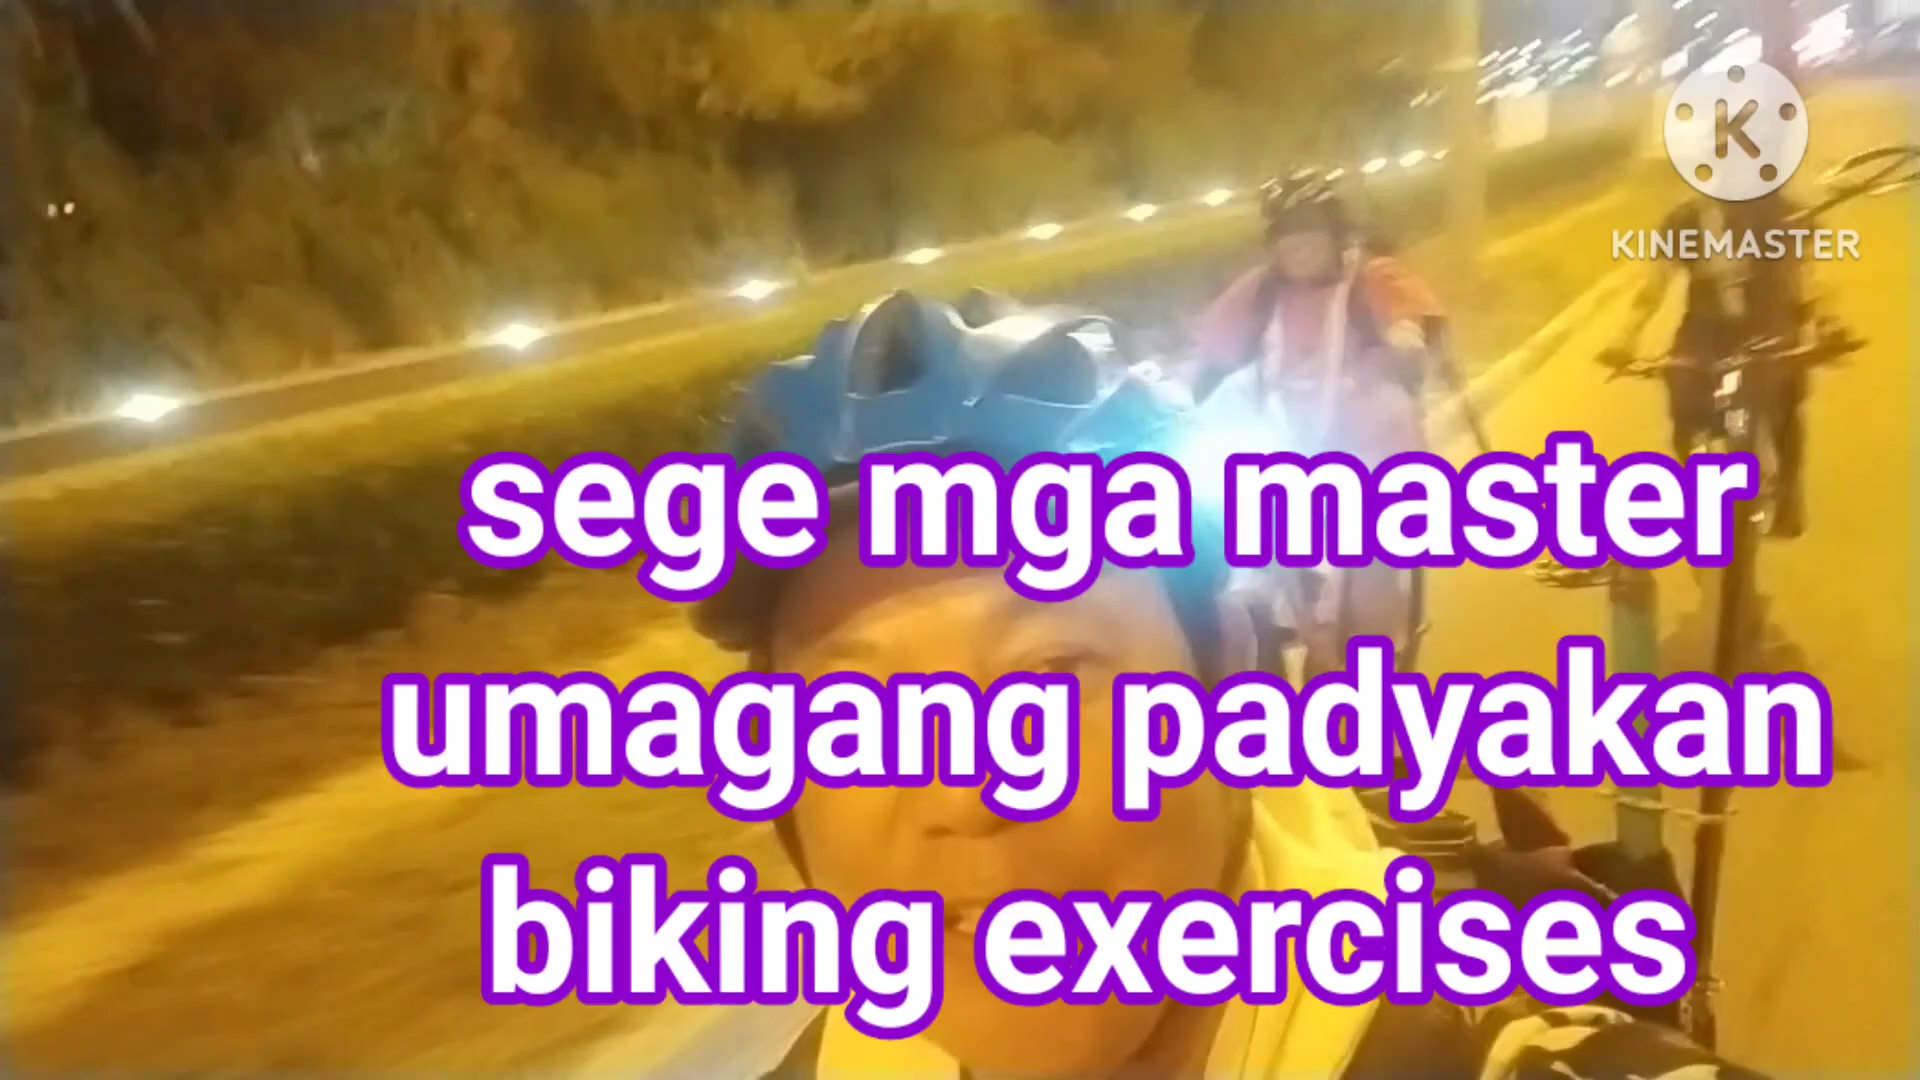 K
KINEMASTER
sege mga master
umagang padyakan
biking exercises